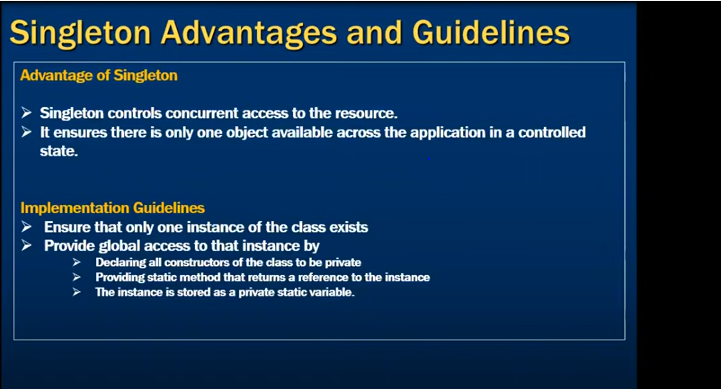 Singleton Advantages and Guidelines
Advantage of Singleton
Singleton controls concurrent access to the resource.
It ensures there is only one object available across the application in a controlled
state.
Implementation Guidelines
Ensure that only one instance of the class exists
Provide global access to that instance by
Declaring all constructors of the class to be private
Providing static method that returns a reference to the instance
The instance is stored as a private static variable.